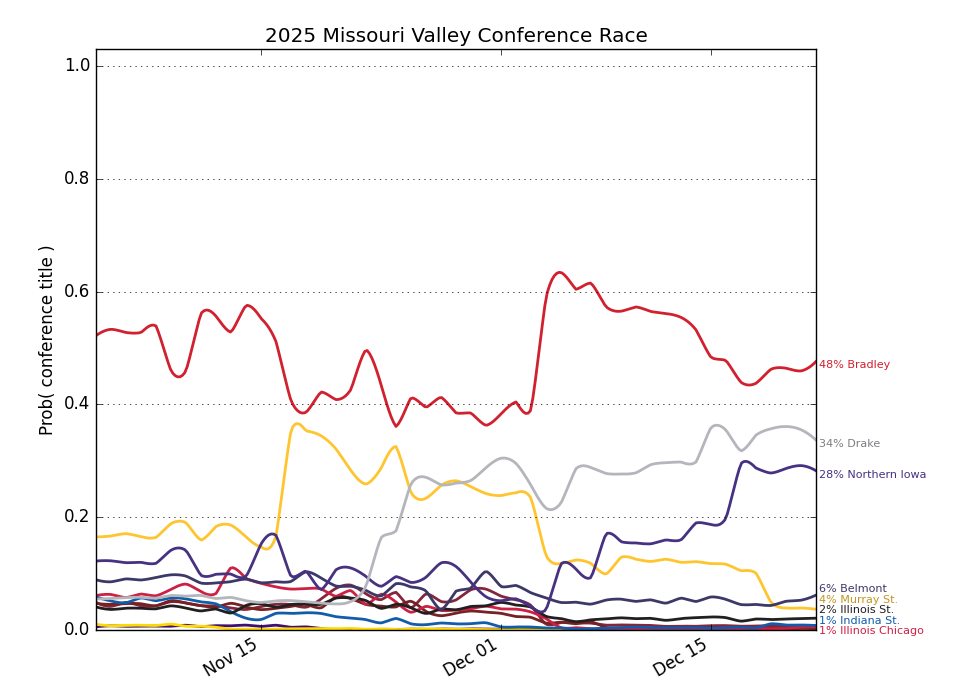 2025 Missouri Valley Conference Race
Prob( conference title )
1.0
0.8
0.6
0.4
0.2
0.0
Nov 15
Dec 01
Dec 15
48% Bradley
34% Drake
28% Northern Iowa
6% Belmont
4% Murray St.
2% Illinois St.
1% Indiana St.
1% Illinois Chicago